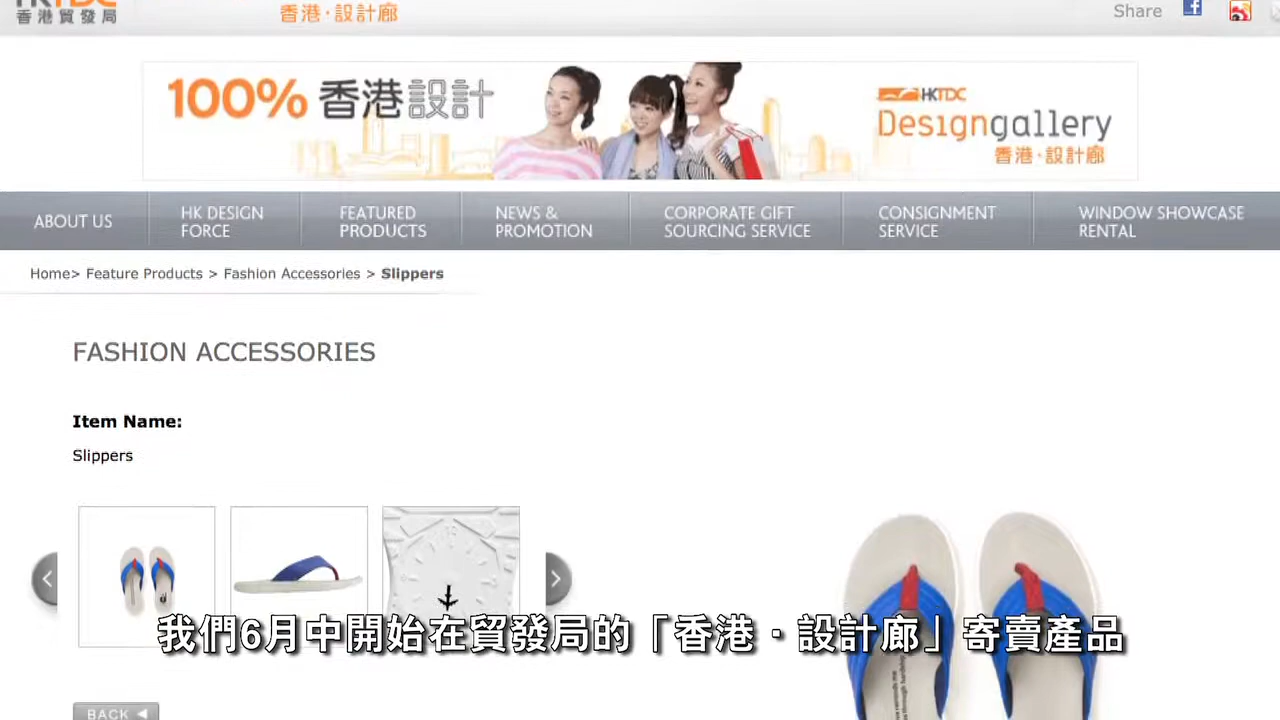 HKTDC
香港貿發局
香港·設計廊
Share
100% 香港設計
HKTDC
Designgallery
香港·設計廊
ABOUT US
HK DESIGN
FORCE
FEATURED
PRODUCTS
NEWS &
PROMOTION
CORPORATE GIFT
SOURCING SERVICE
CONSIGNMENT
SERVICE
WINDOW SHOWCASE
RENTAL
Home> Feature Products > Fashion Accessories > Slippers
FASHION ACCESSORIES
Item Name:
Slippers
我們6月中開始在貿發局的「香港·設計廊」寄賣產品
BACK